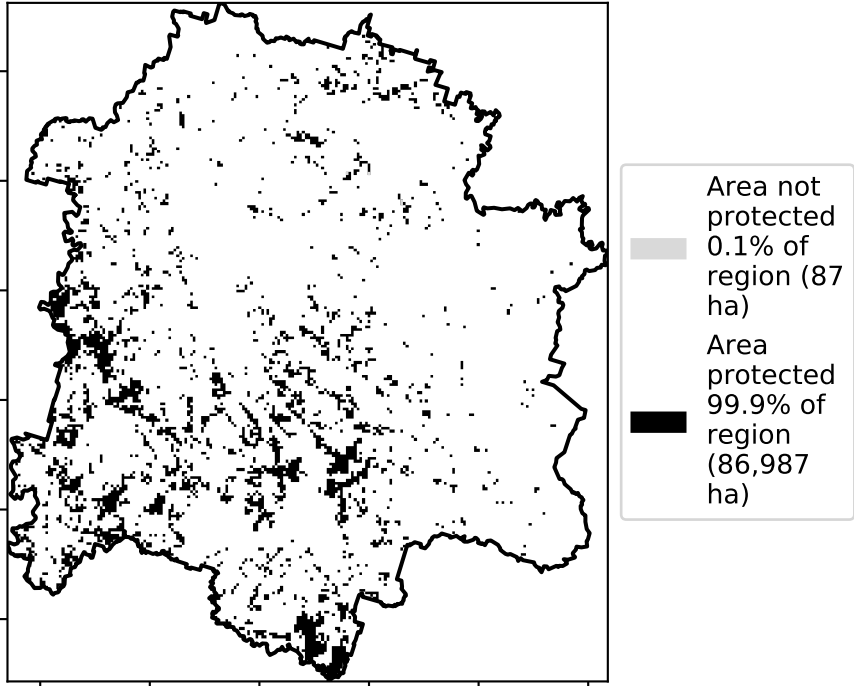 Area not
protected
0.1% of
region (87
ha)
Area
protected
99.9% of
region
(86,987
ha)